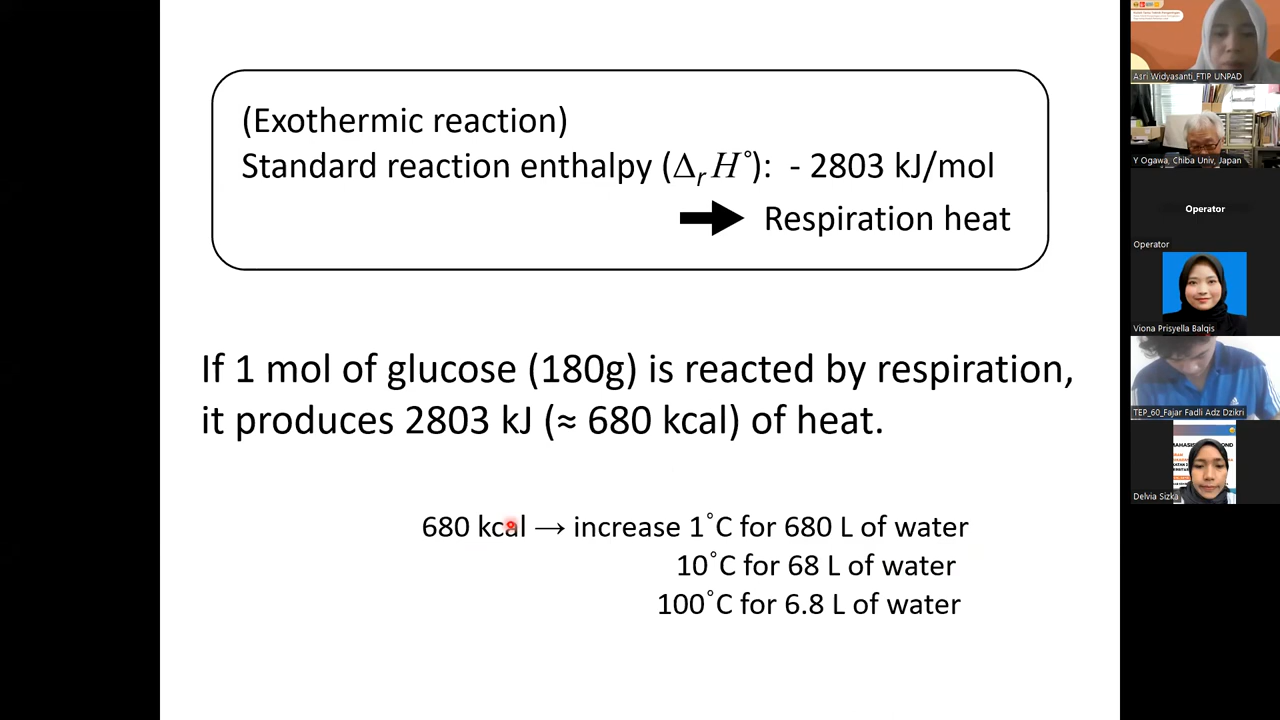 (Exothermic reaction)
Standard reaction enthalpy (ΔrH°): - 2803 kJ/mol
Respiration heat
If 1 mol of glucose (180g) is reacted by respiration,
it produces 2803 kJ (≈ 680 kcal) of heat.
680 kcal → increase 1˚C for 680 L of water
10˚C for 68 L of water
100˚C for 6.8 L of water
Asri Widyasanti_FTIP UNPAD
Y Ogawa, Chiba Univ, Japan
Operator
Operator
Viona Prisyella Balqis
TEP_60_Fajar Fadli Adz Dzikri
Delvia Sizka